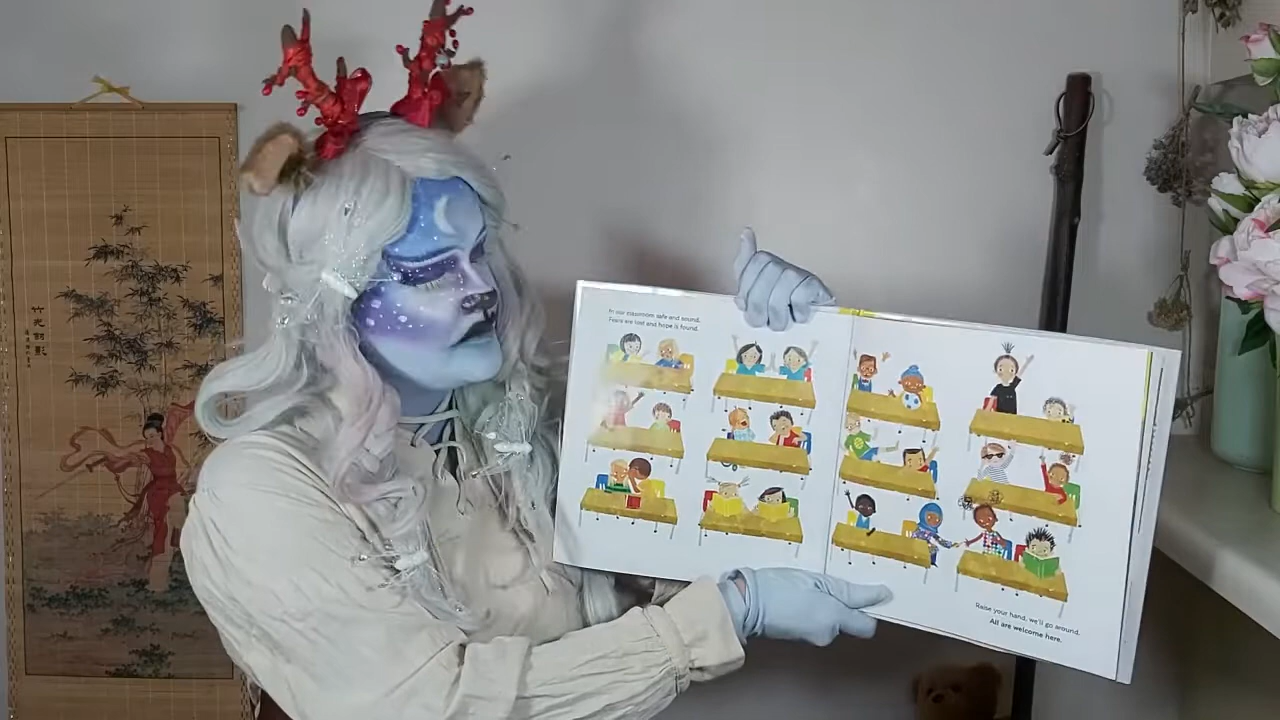 In our classroom safe and sound.
Fears are lost and hope is found.
Raise your hand, we'll go around.
All are welcome here.